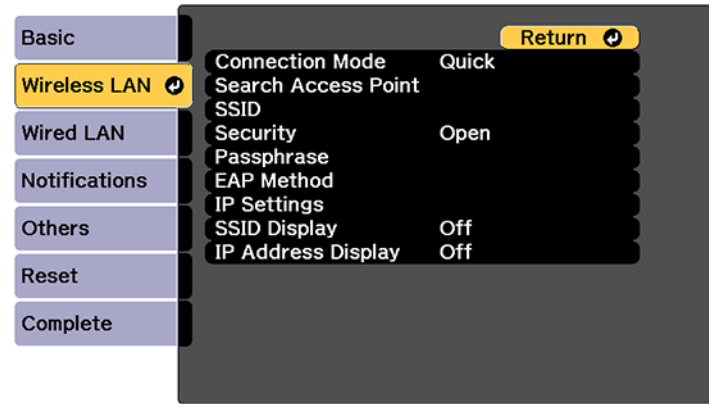 Basic
Wireless LAN
Wired LAN
Notifications
Others
Reset
Complete
Return
Connection Mode Quick
Search Access Point
SSID
Security Open
Passphrase
EAP Method
IP Settings
SSID Display Off
IP Address Display Off